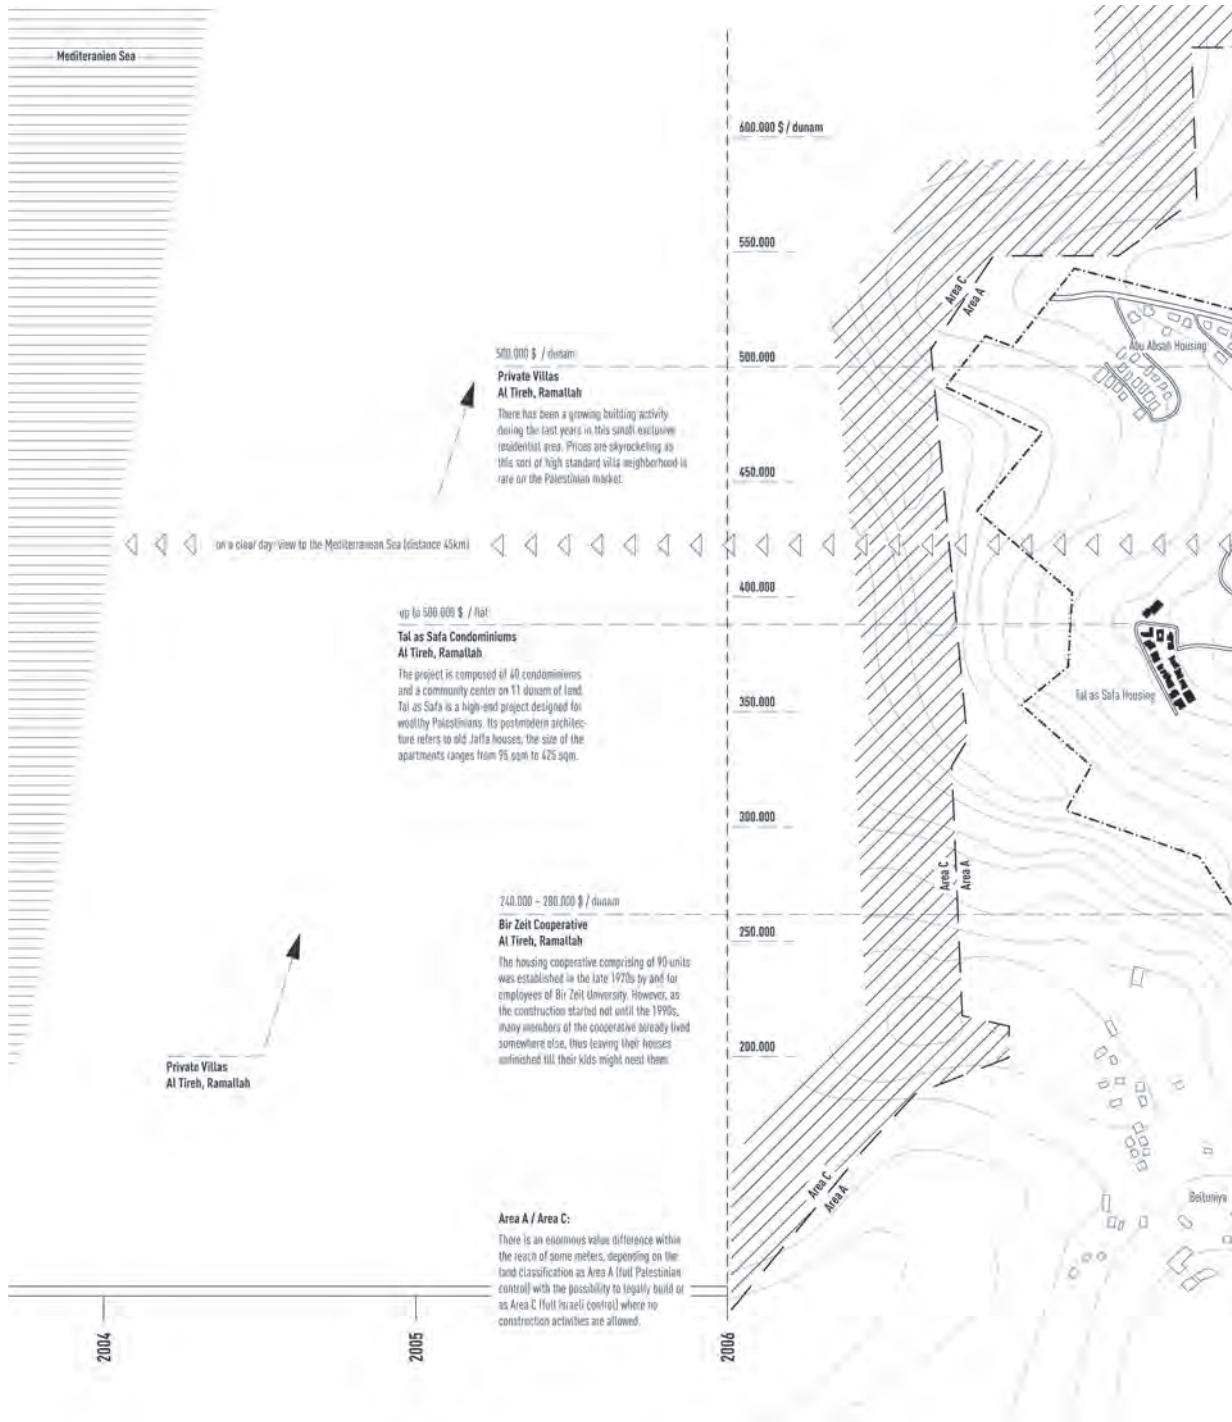 Mediteranien Sea
600.000 $ / dunam
550.000
Area C
Area A
Abu Absah Housing
500.000 $ / dunam
Private Villas
Al Tireh, Ramallah
There has been a growing building activity
during the last years in this small exclusive
residential area. Prices are skyrocketing as
this sort of high standard villa neighborhood is
rare on the Palestinian market.
500.000
450.000
on a clear day: view to the Mediterranean Sea (distance 45km)
400.000
up to 500.000 $ / flat
Tal as Safa Condominiums
Al Tireh, Ramallah
The project is composed of 40 condominiums
and a community center on 11 dunam of land.
Tal as Safa is a high-end project designed for
wealthy Palestinians. Its postmodern architec-
ture refers to old Jaffa houses, the size of the
apartments ranges from 95 sqm to 425 sqm.
Tal as Safa Housing
350.000
300.000
Area C
Area A
240.000 – 280.000 $ / dunam
Bir Zeit Cooperative
Al Tireh, Ramallah
The housing cooperative comprising of 90 units
was established in the late 1970s by and for
employees of Bir Zeit University. However, as
the construction started not until the 1990s,
many members of the cooperative already lived
somewhere else, thus leaving their houses
unfinished till their kids might need them.
250.000
200.000
Private Villas
Al Tireh, Ramallah
Area C
Area A
Beituniya
Area A / Area C:
There is an enormous value difference within
the reach of some meters, depending on the
land classification as Area A (full Palestinian
control) with the possibility to legally build or
as Area C (full Israeli control) where no
construction activities are allowed.
2004
2005
2006